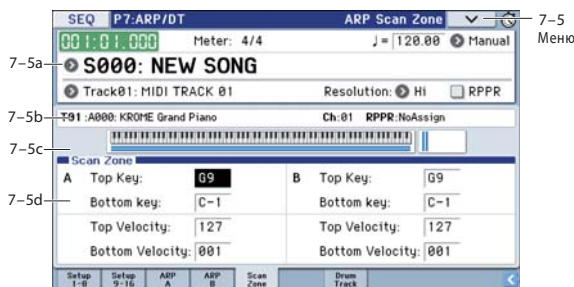 SEQ P7:ARP/DT ARP Scan Zone
7–5
Меню
001:01.000 Meter: 4/4 ♩= 120.00 Manual
7–5a
S000: NEW SONG
Track01: MIDI TRACK 01 Resolution: Hi RPPR
7–5b
T01 :A000: KROME Grand Piano Ch:01 RPPR:NoAssign
7–5c
Scan Zone
A Top Key: G9 B Top Key: G9
7–5d
Bottom key: C-1 Bottom key: C-1
Top Velocity: 127 Top Velocity: 127
Bottom Velocity: 001 Bottom Velocity: 001
Setup 1-8 Setup 9-16 ARP A ARP B Scan Zone Drum Track